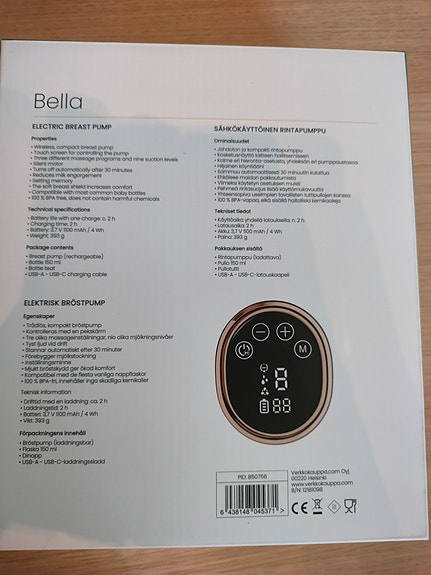 Bella
ELECTRIC BREAST PUMP
Properties
• Wireless, compact breast pump
• Touch screen for controlling the pump
• Three different massage programs and nine suction levels
• Silent motor
• Turns off automatically after 30 minutes
• Reduces milk engorgement
• Setting memory
• The soft breast shield increases comfort
• Compatible with most common baby bottles
• 100 % BPA free, does not contain harmful chemicals
Technical specifications
• Battery life with one charge: c. 2 h
• Charging time: 2 h
• Battery: 3,7 V 1100 mAh / 4 Wh
• Weight: 393 g
Package contents
• Breast pump (rechargeable)
• Bottle 150 ml
• Bottle teat
• USB-A - USB-C charging cable
SÄHKÖKÄYTTÖINEN RINTAPUMPPU
Ominaisuudet
• Johdoton ja kompakti rintapumppu
• Kosketusnäyttö laitteen hallitsemiseen
• Kolme eri hieronta-asetusta, yhdeksän eri pumppaustasoa
• Hiljainen käyntiääni
• Sammuu automaattisesti 30 minuutin kuluttua
• Ehkäisee maidon pakkautumista
• Viimeksi käytetyn asetuksen muisti
• Pehmeä rintasuoja lisää käyttömukavuutta
• Yhteensopiva useimpien tavallisten tuttipullojen kanssa
• 100 % BPA-vapaa, eikä sisällä haitallisia kemikaaleja
Tekniset tiedot
• Käyttöaika yhdellä latauksella: n. 2 h
• Latausaika: 2 h
• Akku: 3,7 V 1100 mAh / 4 Wh
• Paino: 393 g
Pakkauksen sisältö
• Rintapumppu (ladattava)
• Pullo 150 ml
• Pullotutti
• USB-A - USB-C-latauskaapeli
ELEKTRISK BRÖSTPUMP
Egenskaper
• Trådlös, kompakt bröstpump
• Kontrolleras med en pekskärm
• Tre olika massageinställningar, nio olika mjölkningsnivåer
• Tyst ljud vid drift
• Stannar automatiskt efter 30 minuter
• Förebygger mjölkstockning
• Inställningsminne
• Mjukt bröstskydd ger ökad komfort
• Kompatibel med de flesta vanliga nappflaskor
• 100 % BPA-fri, innehåller inga skadliga kemikalier
Teknisk information
• Drifttid med en laddning: ca. 2 h
• Laddningstid: 2 h
• Batteri: 3,7 V 1100 mAh / 4 Wh
• Vikt: 393 g
Förpackningens innehåll
• Bröstpump (laddningsbar)
• Flaska 150 ml
• Dinapp
• USB-A - USB-C-laddningssladd
M
8
88
PID: 850766
6 438148 045371 >
Verkkokauppa.com Oyj
00220 Helsinki
www.verkkokauppa.com
B/N: 12181098
CE